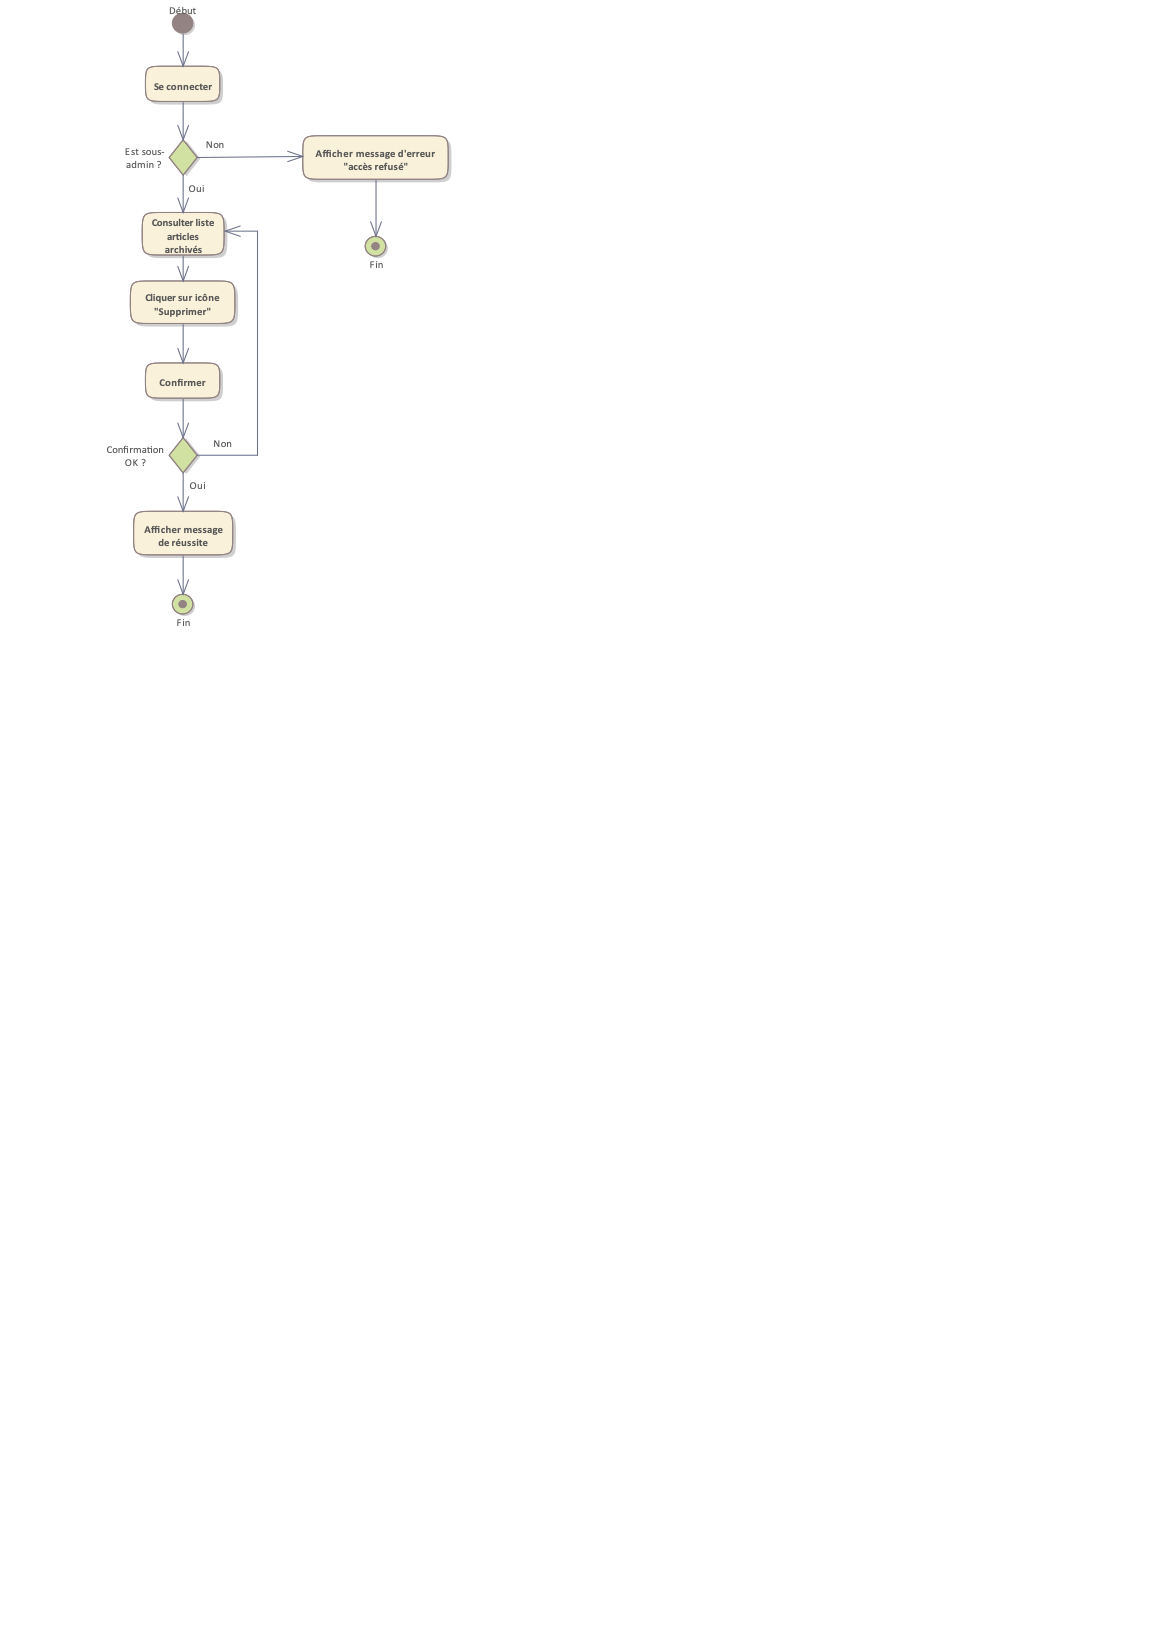 Début
Se connecter
Est sous-
admin ?
Non
Afficher message d'erreur
"accès refusé"
Oui
Fin
Consulter liste
articles
archivés
Cliquer sur icône
"Supprimer"
Confirmer
Confirmation
OK ?
Non
Oui
Afficher message
de réussite
Fin